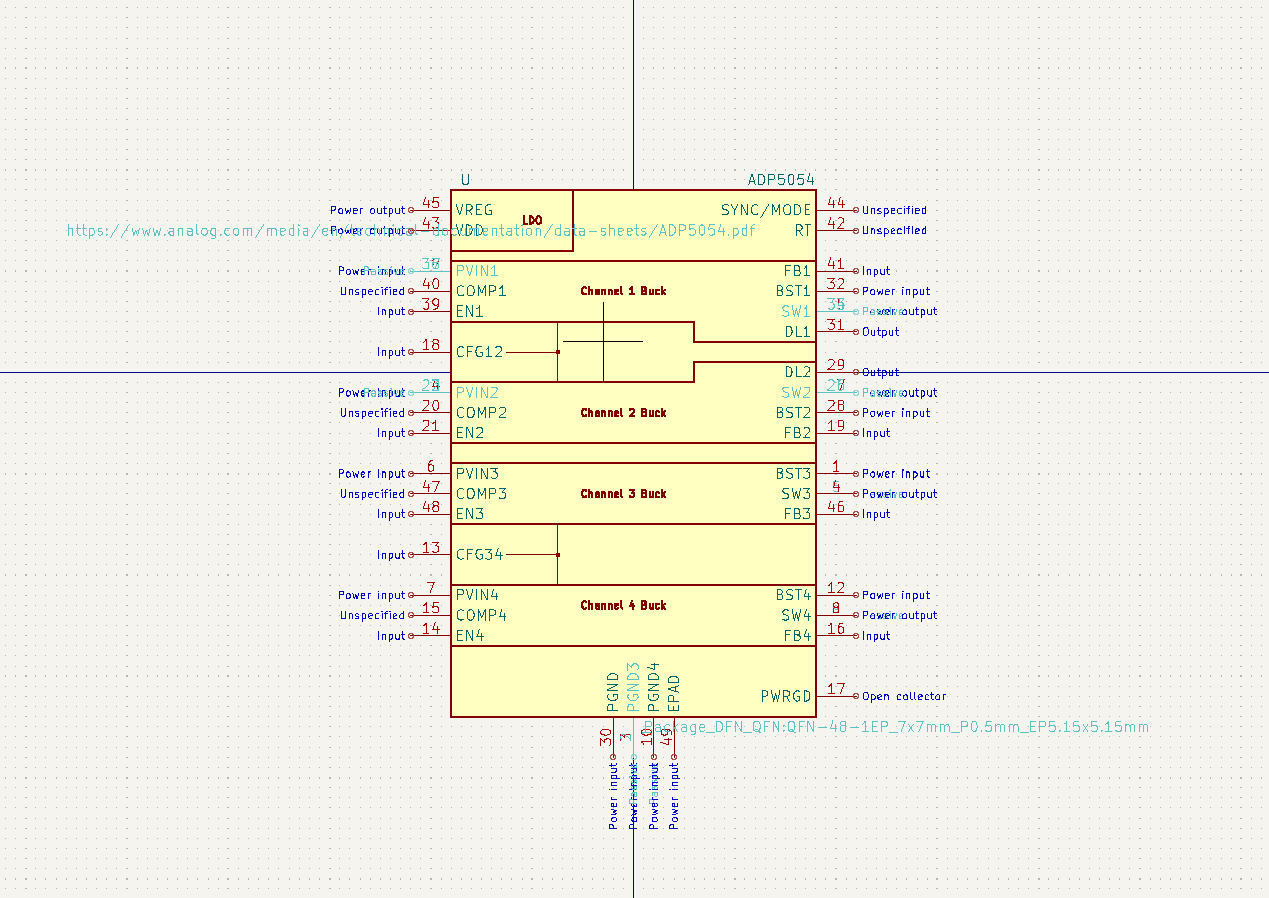 U ADP5054
Power output 45 VREG LDO SYNC/MODE 44 Unspecified
Power output 43 VDD RT 42 Unspecified
https://www.analog.com/media/en/technical-documentation/data-sheets/ADP5054.pdf
Power input PVIN1 FB1 41 Input
Unspecified 40 COMP1 Channel 1 Buck BST1 32 Power input
Input 39 EN1 SW1 Power output
DL1 31 Output
Input 18 CFG12
DL2 29 Output
Power input PVIN2 SW2 Power output
Unspecified 20 COMP2 Channel 2 Buck BST2 28 Power input
Input 21 EN2 FB2 19 Input
Power input 6 PVIN3 BST3 1 Power input
Unspecified 47 COMP3 Channel 3 Buck SW3 Power output
Input 48 EN3 FB3 46 Input
Input 13 CFG34
Power input 7 PVIN4 BST4 12 Power input
Unspecified 15 COMP4 Channel 4 Buck SW4 Power output
Input 14 EN4 FB4 16 Input
PWRGD 17 Open collector
PGND 30 Power input
PGND3 Power input
PGND4 Power input
EPAD 49 Power input
Package_DFN_QFN:QFN-48-1EP_7x7mm_P0.5mm_EP5.15x5.15mm